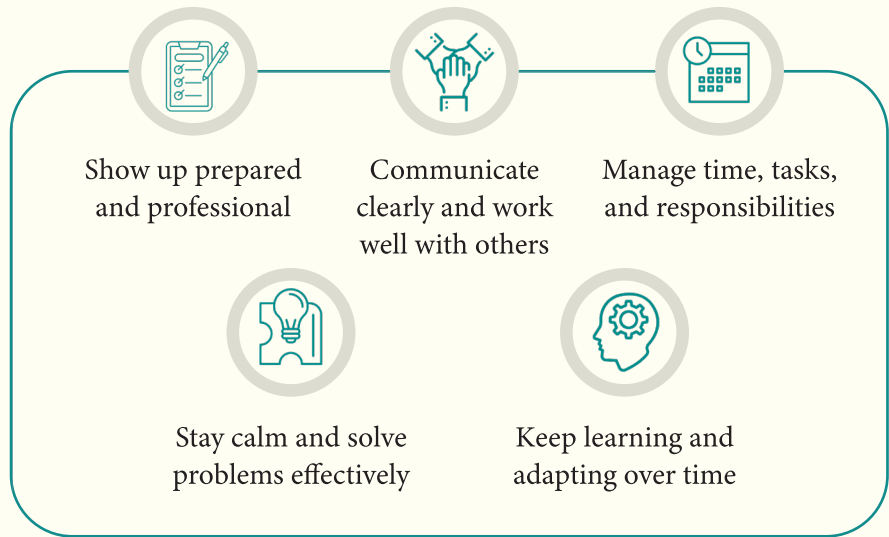 Show up prepared
and professional
Communicate
clearly and work
well with others
Manage time, tasks,
and responsibilities
Stay calm and solve
problems effectively
Keep learning and
adapting over time